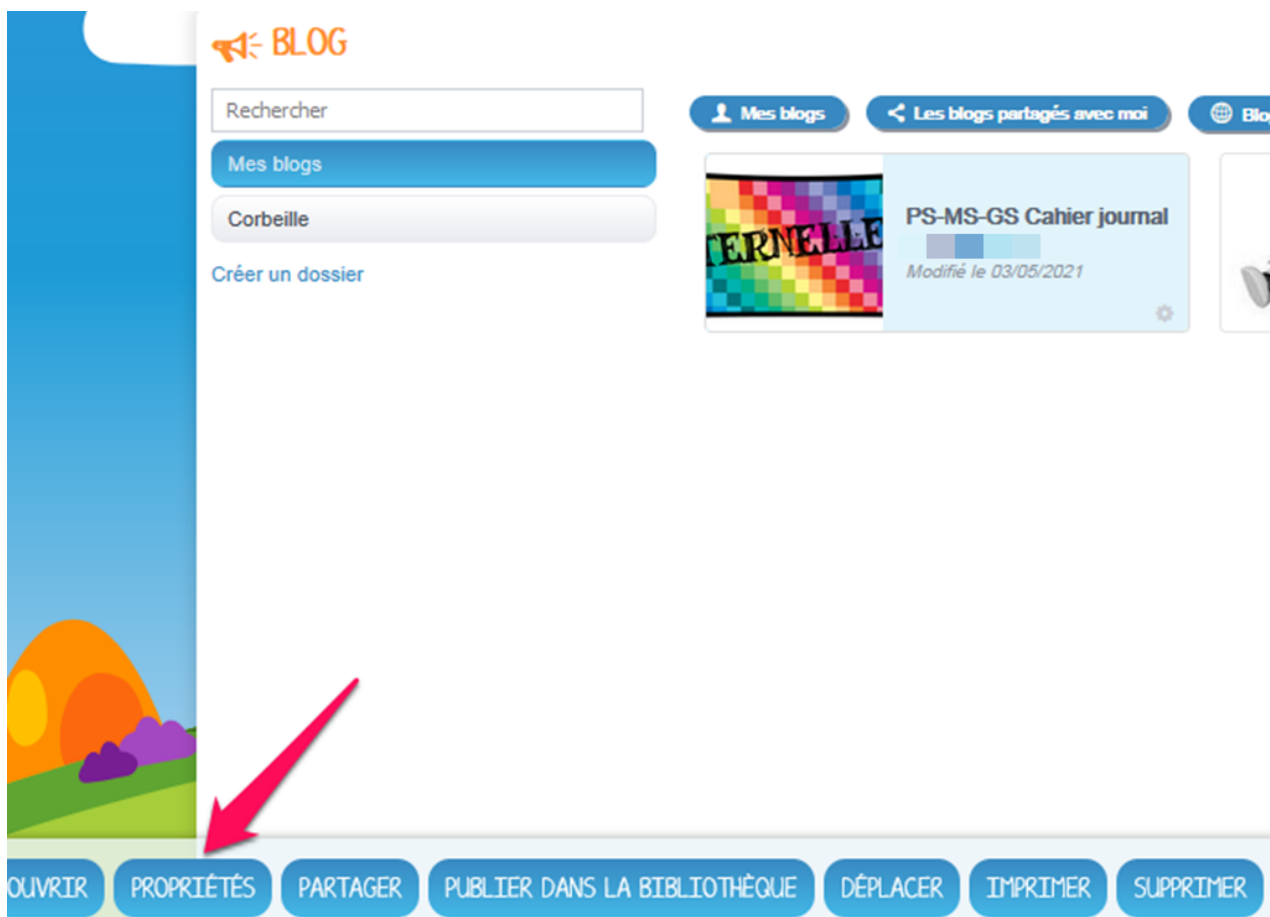 BLOG
Rechercher
Mes blogs
Corbeille
Créer un dossier
Mes blogs
Les blogs partagés avec moi
TERNELLE
PS-MS-GS Cahier journal
Modifié le 03/05/2021
OUVRIR
PROPRIÉTÉS
PARTAGER
PUBLIER DANS LA BIBLIOTHÈQUE
DÉPLACER
IMPRIMER
SUPPRIMER